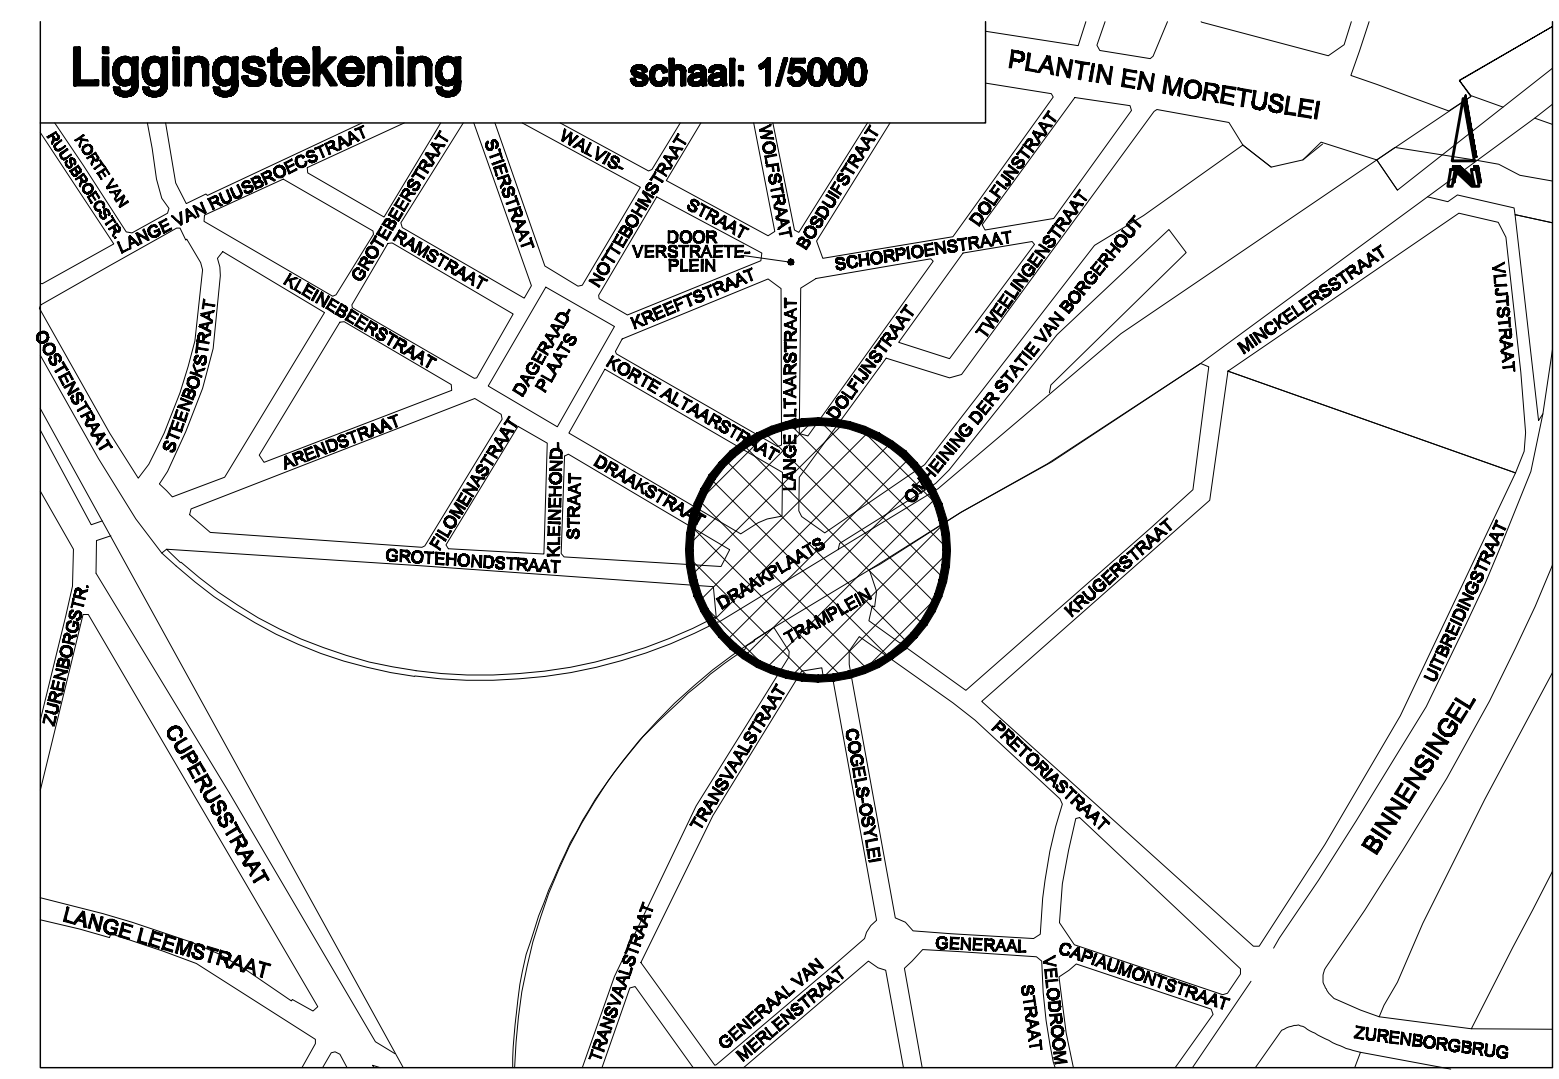 Liggingstekening
schaal: 1/5000
PLANTIN EN MORETUSLEI
N
KORTE VAN
RUUSBROECSTR.
LANGE VAN RUUSBROECSTRAAT
GROTEBEERSTRAAT
STIERSTRAAT
WALVIS-
STRAAT
NOTTEBOHMSTRAAT
WOLFSTRAAT
BOSDUIFSTRAAT
DOLFIJNSTRAAT
RAMSTRAAT
DOOR
VERSTRAETE-
PLEIN
SCHORPIOENSTRAAT
TWEELINGENSTRAAT
OMHEINING DER STATIE VAN BORGERHOUT
MINCKELERSSTRAAT
VLIJTSTRAAT
KLEINEBEERSTRAAT
KREEFTSTRAAT
OOSTENSTRAAT
STEENBOKSTRAAT
DAGERAAD-
PLAATS
LANGE ALTAARSTRAAT
DOLFIJNSTRAAT
KORTE ALTAARSTRAAT
ARENDSTRAAT
FILOMENASTRAAT
KLEINEHOND-
STRAAT
DRAAKSTRAAT
GROTEHONDSTRAAT
DRAAKPLAATS
TRAMPLEIN
KRUGERSTRAAT
UITBREIDINGSTRAAT
ZURENBORGSTR.
CUPERUSSTRAAT
TRANSVAALSTRAAT
COGELS-OSYLEI
PRETORIASTRAAT
BINNENSINGEL
LANGE LEEMSTRAAT
TRANSVAALSTRAAT
GENERAAL VAN
MERLENSTRAAT
GENERAAL
CAPIAUMONTSTRAAT
VELODROOM
STRAAT
ZURENBORGBRUG